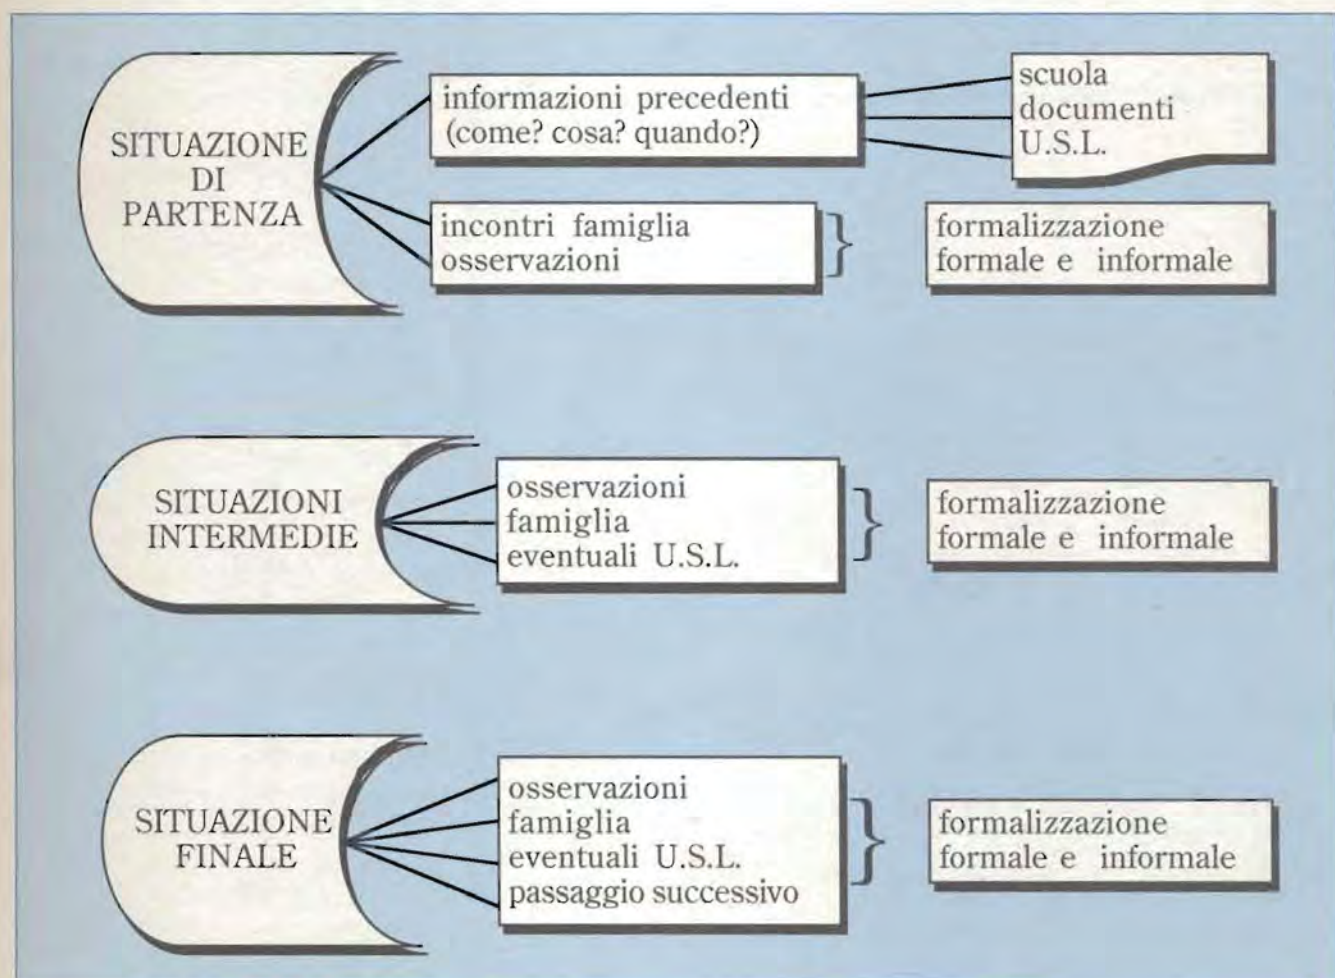 SITUAZIONE
DI
PARTENZA
informazioni precedenti
(come? cosa? quando?)
scuola
documenti
U.S.L.
incontri famiglia
osservazioni
formalizzazione
formale e informale
SITUAZIONI
INTERMEDIE
osservazioni
famiglia
eventuali U.S.L.
formalizzazione
formale e informale
SITUAZIONE
FINALE
osservazioni
famiglia
eventuali U.S.L.
passaggio successivo
formalizzazione
formale e informale